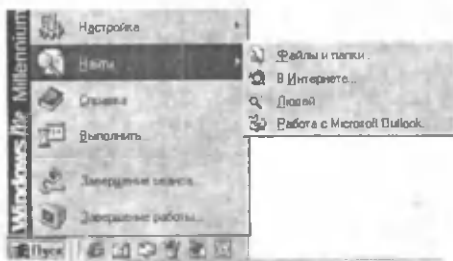 Windows Me Millennium
Настройка
Найти
Справка
Выполнить...
Завершение сеанса...
Завершение работы...
Пуск
Файлы и папки...
В Интернете...
Людей
Работа с Microsoft Outlook...